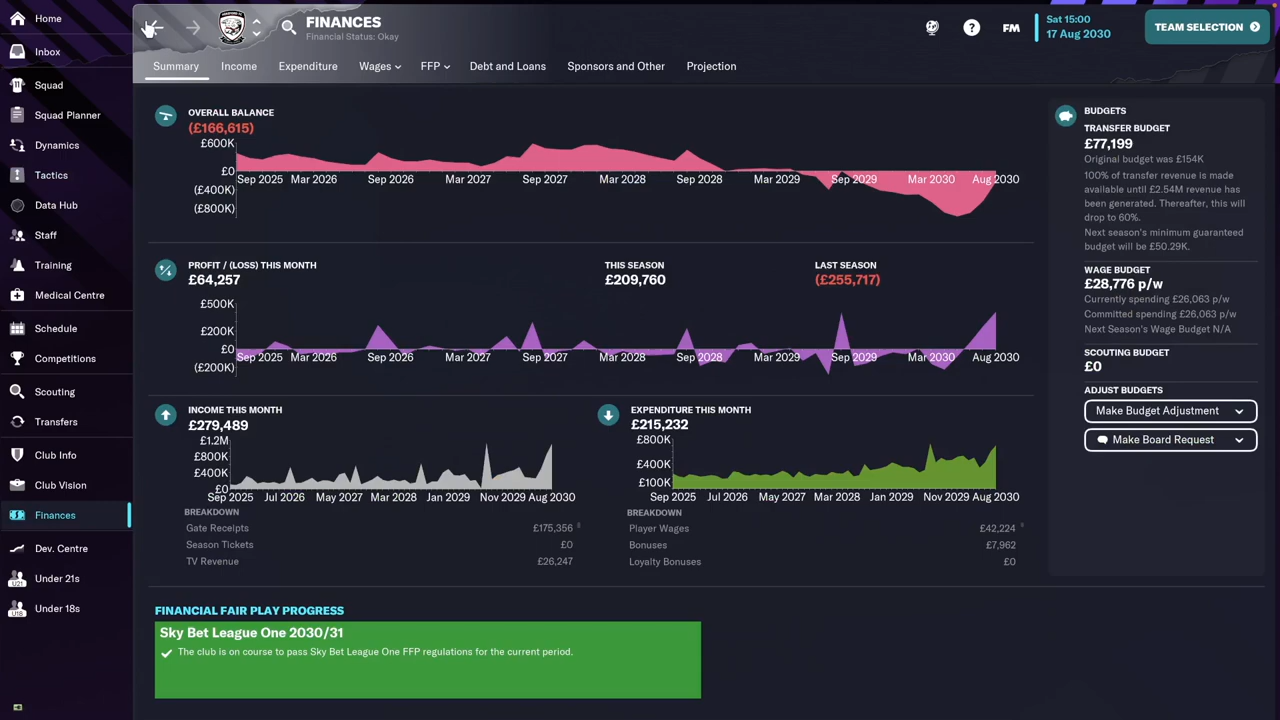 Home
Inbox
Squad
Squad Planner
Dynamics
Tactics
Data Hub
Staff
Training
Medical Centre
Schedule
Competitions
Scouting
Transfers
Club Info
Club Vision
Finances
Dev. Centre
U21 Under 21s
U18 Under 18s
FINANCES
Financial Status: Okay
? FM
Sat 15:00
17 Aug 2030
TEAM SELECTION
Summary Income Expenditure Wages FFP Debt and Loans Sponsors and Other Projection
OVERALL BALANCE
(£166,615)
£600K
£0
(£400K)
(£800K)
Sep 2025 Mar 2026 Sep 2026 Mar 2027 Sep 2027 Mar 2028 Sep 2028 Mar 2029 Sep 2029 Mar 2030 Aug 2030
PROFIT / (LOSS) THIS MONTH THIS SEASON LAST SEASON
£64,257 £209,760 (£255,717)
£500K
£200K
£0
(£200K)
Sep 2025 Mar 2026 Sep 2026 Mar 2027 Sep 2027 Mar 2028 Sep 2028 Mar 2029 Sep 2029 Mar 2030 Aug 2030
INCOME THIS MONTH
£279,489
£1.2M
£800K
£400K
£0
Sep 2025 Jul 2026 May 2027 Mar 2028 Jan 2029 Nov 2029 Aug 2030
BREAKDOWN
Gate Receipts £175,356
Season Tickets £0
TV Revenue £26,247
EXPENDITURE THIS MONTH
£215,232
£800K
£400K
£100K
Sep 2025 Jul 2026 May 2027 Mar 2028 Jan 2029 Nov 2029 Aug 2030
BREAKDOWN
Player Wages £42,224
Bonuses £7,962
Loyalty Bonuses £0
FINANCIAL FAIR PLAY PROGRESS
Sky Bet League One 2030/31
The club is on course to pass Sky Bet League One FFP regulations for the current period.
BUDGETS
TRANSFER BUDGET
£77,199
Original budget was £154K
100% of transfer revenue is made
available until £2.54M revenue has
been generated. Thereafter, this will
drop to 60%.
Next season's minimum guaranteed
budget will be £50.29K.
WAGE BUDGET
£28,776 p/w
Currently spending £26,063 p/w
Committed spending £26,063 p/w
Next Season's Wage Budget N/A
SCOUTING BUDGET
£0
ADJUST BUDGETS
Make Budget Adjustment
Make Board Request